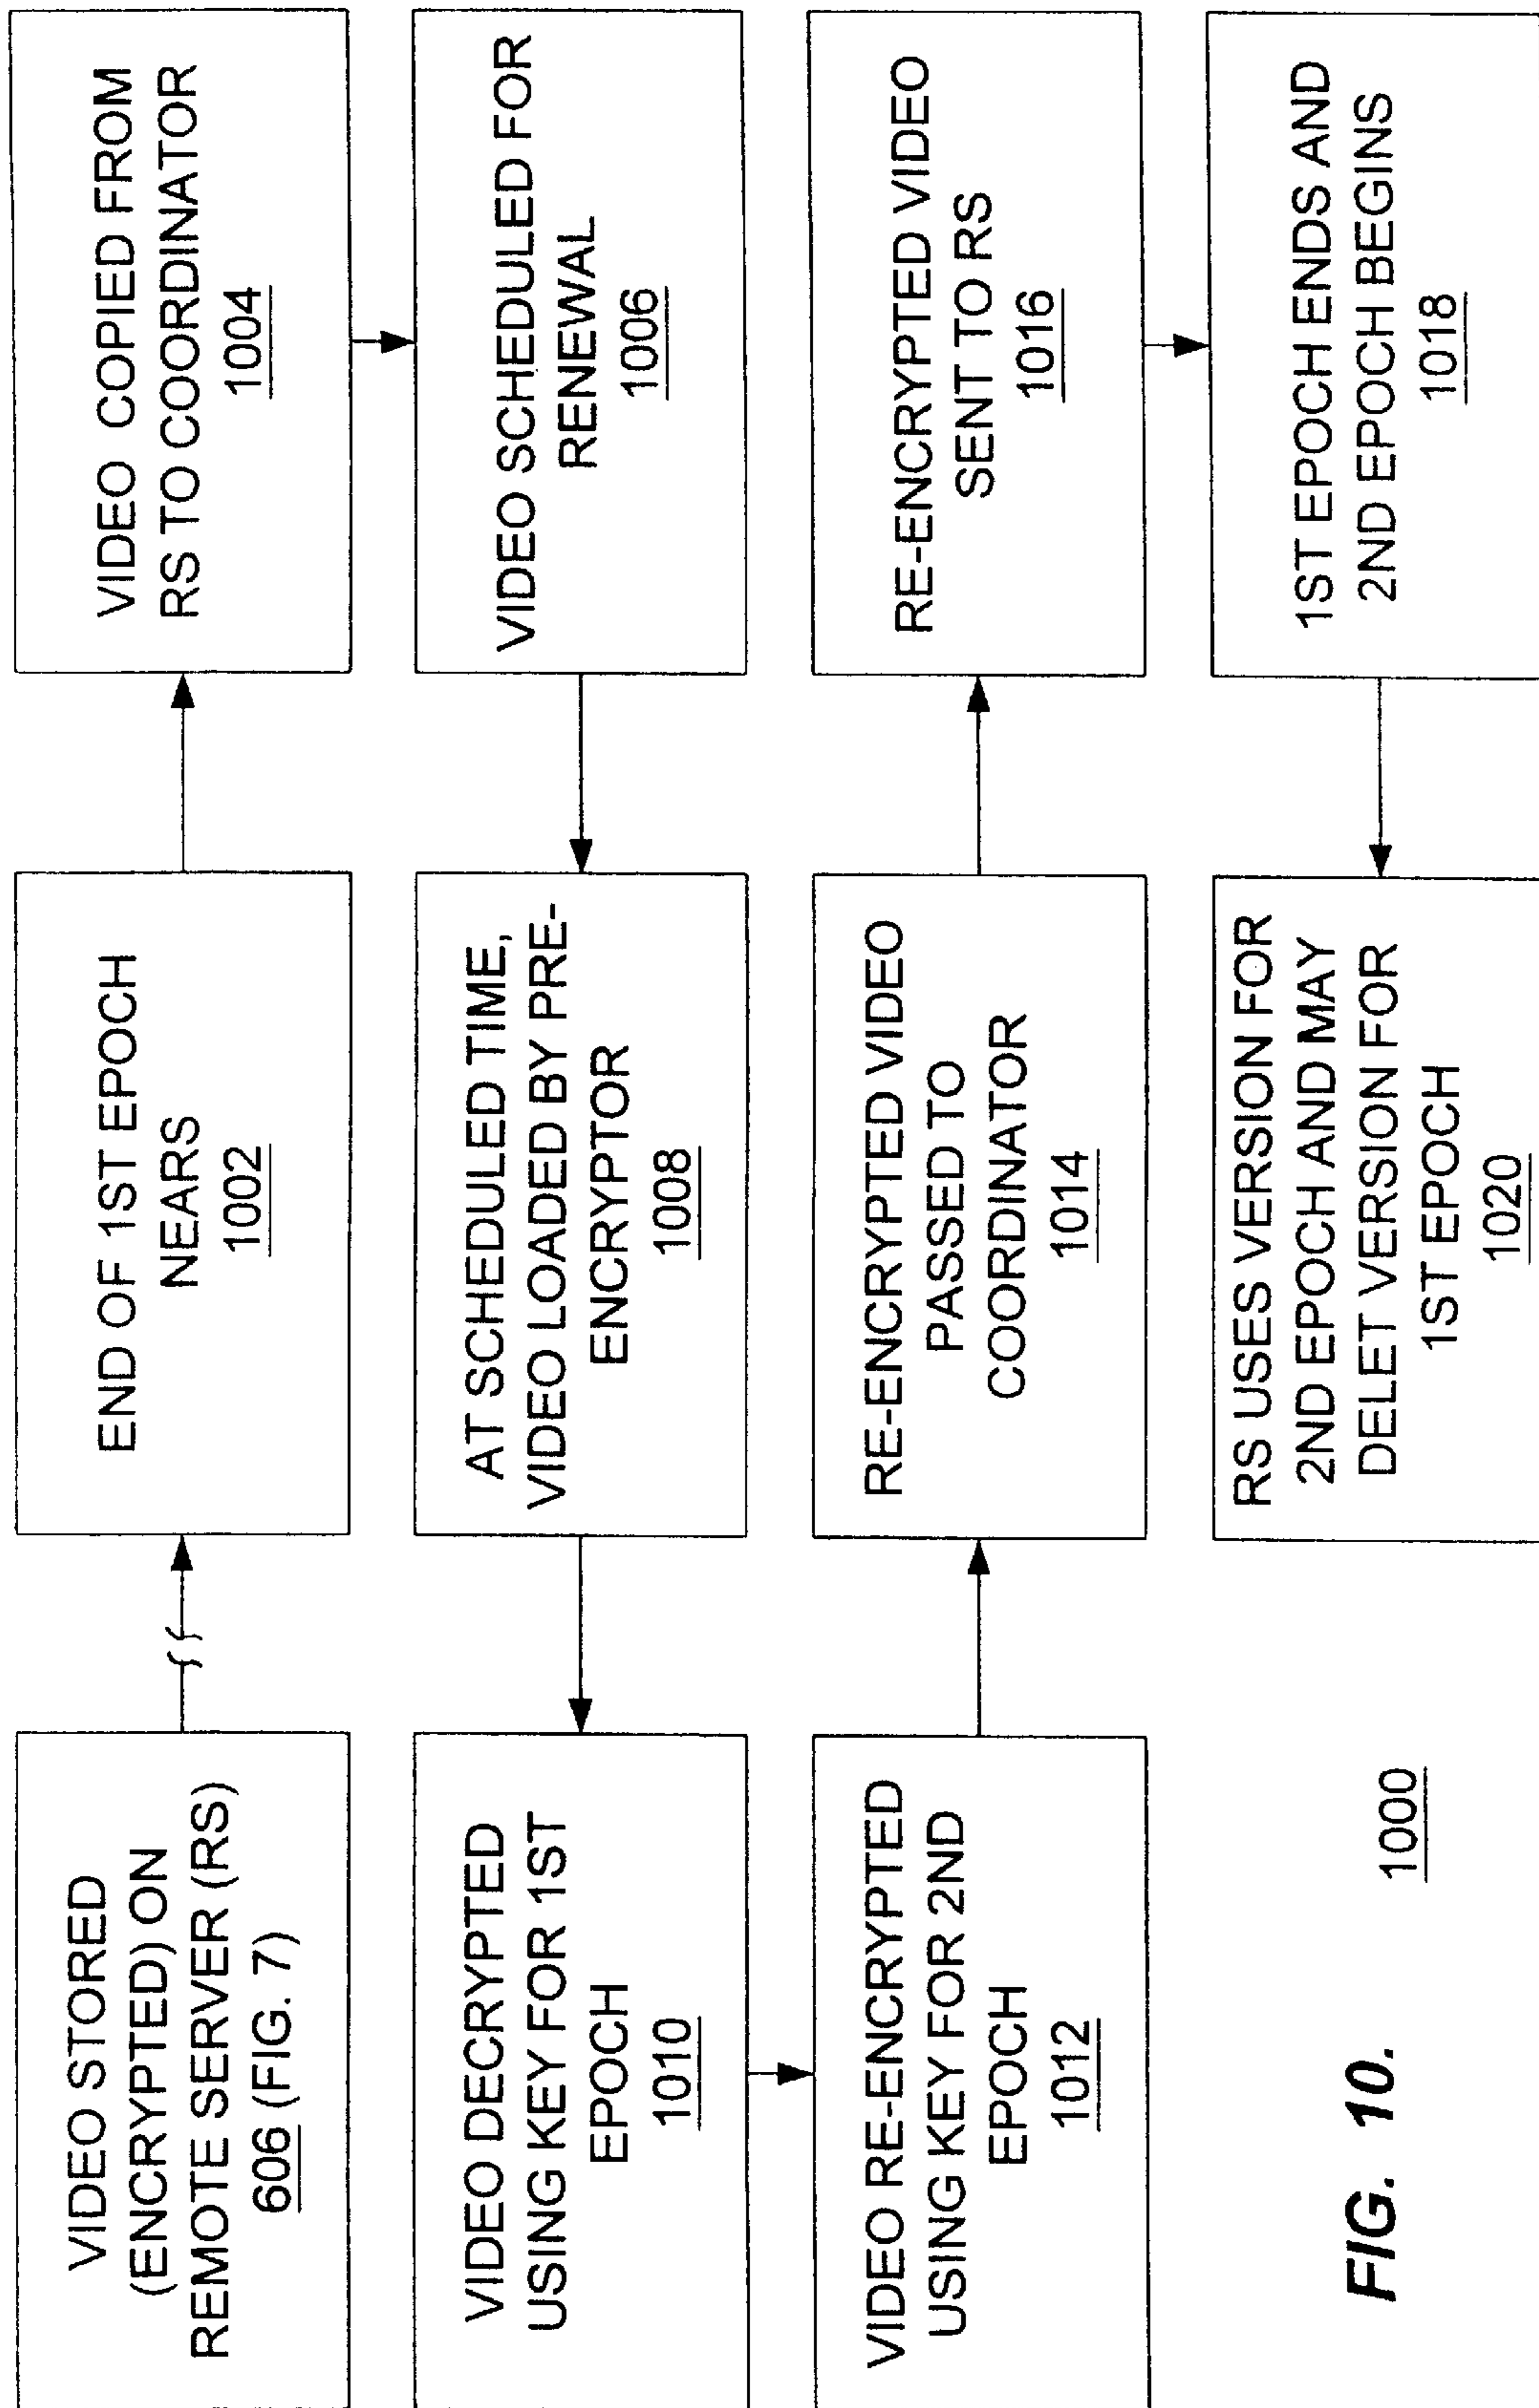 VIDEO STORED
(ENCRYPTED) ON
REMOTE SERVER (RS)
606 (FIG. 7)
END OF 1ST EPOCH
NEARS
1002
VIDEO COPIED FROM
RS TO COORDINATOR
1004
VIDEO SCHEDULED FOR
RENEWAL
1006
AT SCHEDULED TIME,
VIDEO LOADED BY PRE-
ENCRYPTOR
1008
VIDEO DECRYPTED
USING KEY FOR 1ST
EPOCH
1010
VIDEO RE-ENCRYPTED
USING KEY FOR 2ND
EPOCH
1012
RE-ENCRYPTED VIDEO
PASSED TO
COORDINATOR
1014
RE-ENCRYPTED VIDEO
SENT TO RS
1016
1ST EPOCH ENDS AND
2ND EPOCH BEGINS
1018
RS USES VERSION FOR
2ND EPOCH AND MAY
DELET VERSION FOR
1ST EPOCH
1020
1000
FIG. 10.